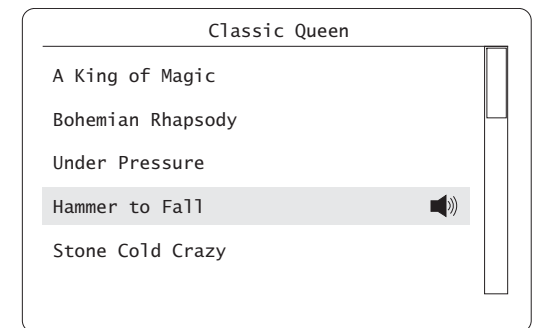 Classic Queen
A King of Magic
Bohemian Rhapsody
Under Pressure
Hammer to Fall
Stone Cold Crazy